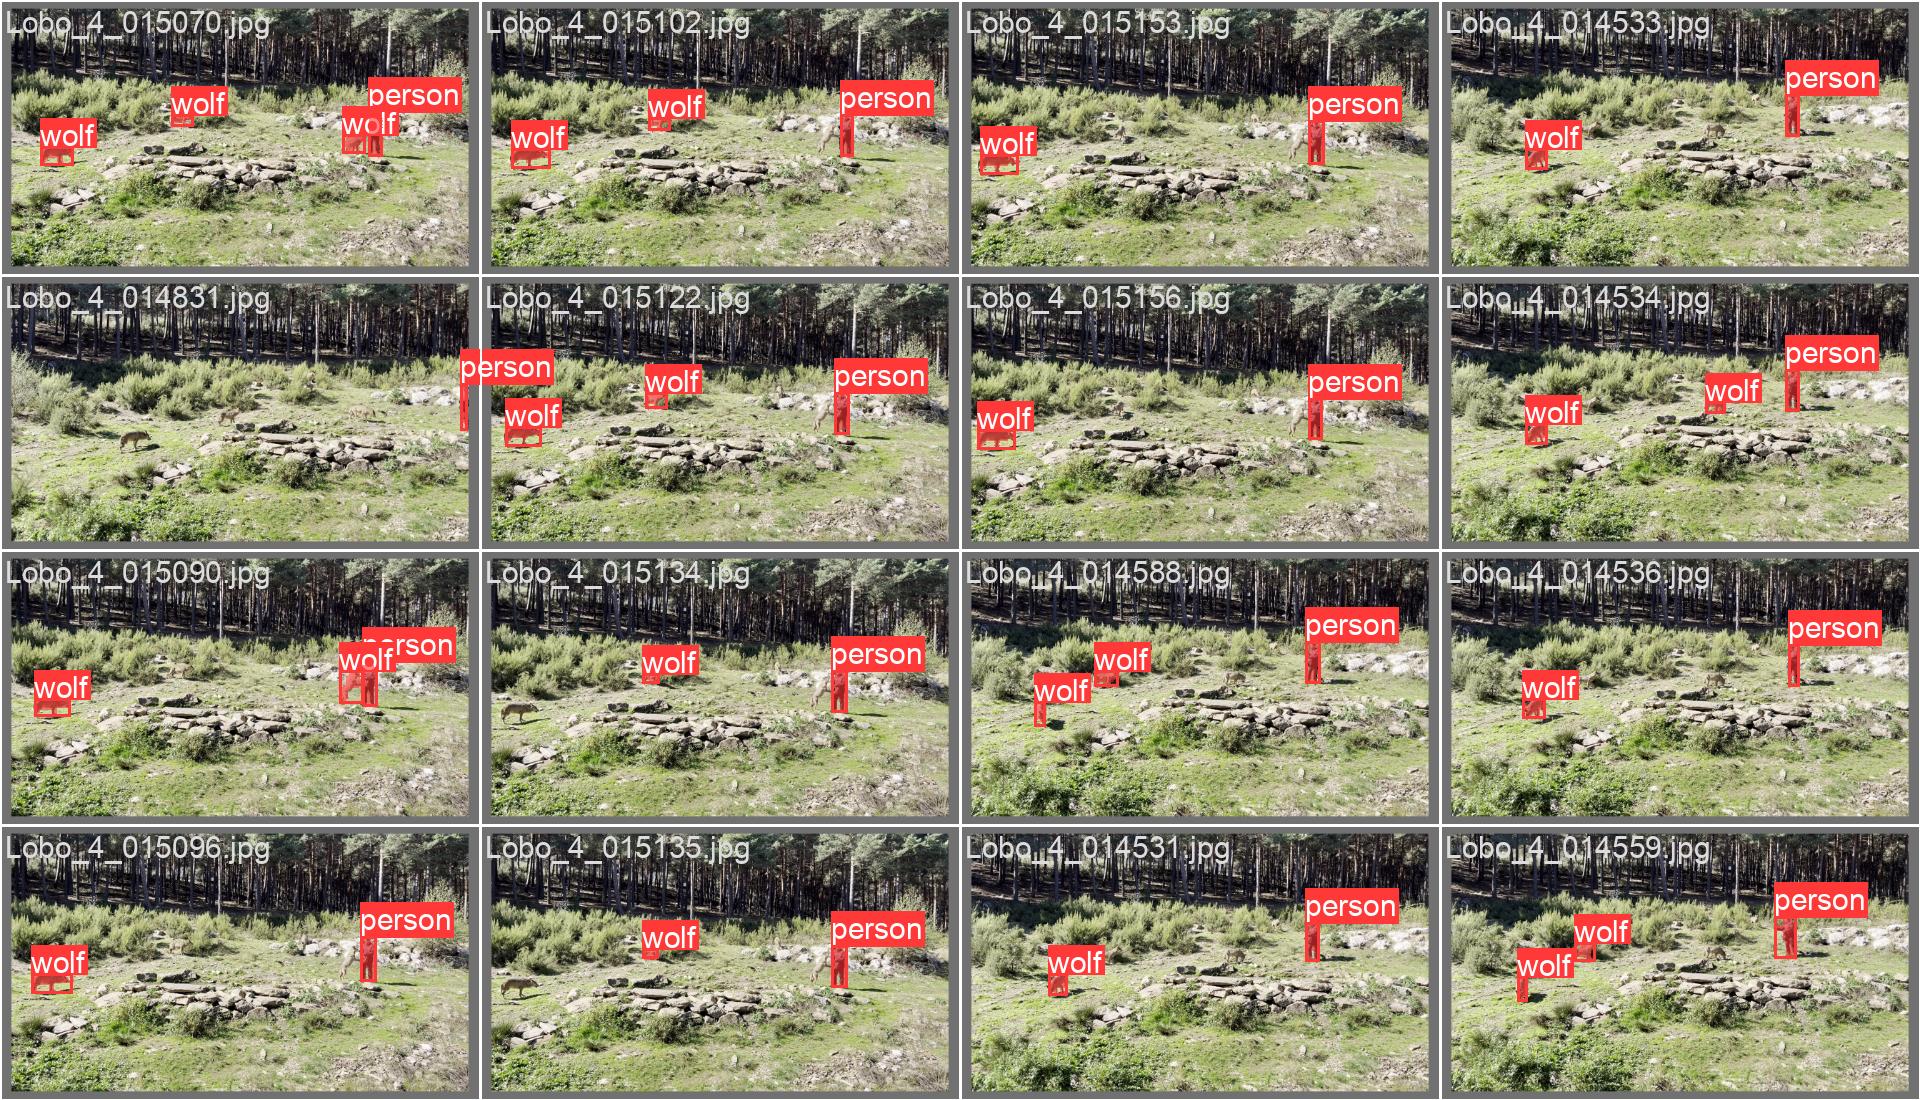 Lobo_4_015070.jpg
wolf
wolf
wolf
person
Lobo_4_015102.jpg
wolf
wolf
person
Lobo_4_015153.jpg
wolf
person
Lobo_4_014533.jpg
wolf
person
Lobo_4_014831.jpg
person
Lobo_4_015122.jpg
wolf
wolf
person
Lobo_4_015156.jpg
wolf
person
Lobo_4_014534.jpg
wolf
wolf
person
Lobo_4_015090.jpg
wolf
wolf
person
Lobo_4_015134.jpg
wolf
person
Lobo_4_014588.jpg
wolf
wolf
person
Lobo_4_014536.jpg
wolf
person
Lobo_4_015096.jpg
wolf
person
Lobo_4_015135.jpg
wolf
person
Lobo_4_014531.jpg
wolf
person
Lobo_4_014559.jpg
wolf
wolf
person